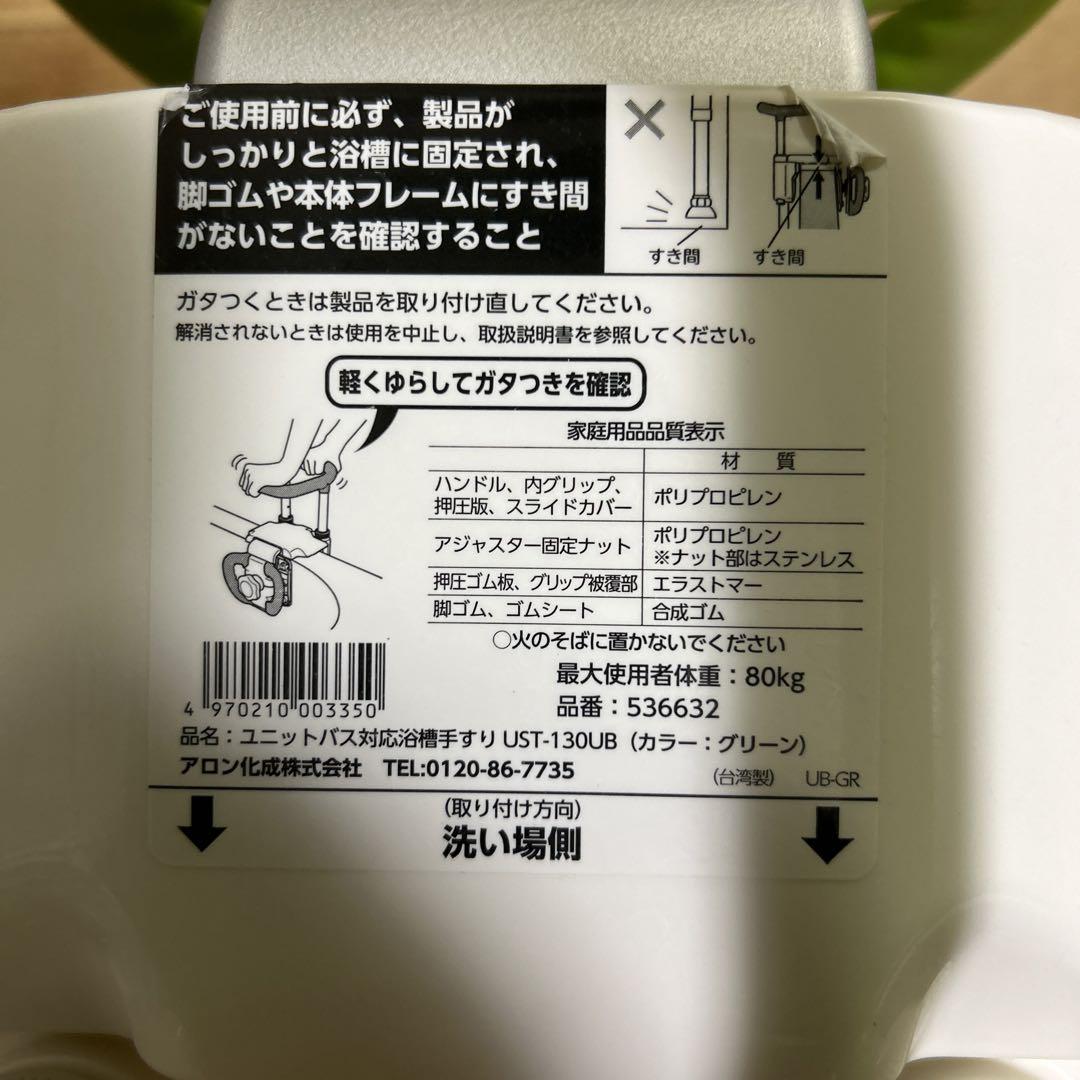 ご使用前に必ず、製品が
しっかりと浴槽に固定され、
脚ゴムや本体フレームにすき間
がないことを確認すること
すき間
すき間
ガタつくときは製品を取り付け直してください。
解消されないときは使用を中止し、取扱説明書を参照してください。
軽くゆらしてガタつきを確認
家庭用品品質表示
材 質
ハンドル、内グリップ、
押圧版、スライドカバー
ポリプロピレン
アジャスター固定ナット
ポリプロピレン
※ナット部はステンレス
押圧ゴム板、グリップ被覆部
エラストマー
脚ゴム、ゴムシート
合成ゴム
○火のそばに置かないでください
最大使用者体重：80kg
品番：536632
4 970210 003350
品名：ユニットバス対応浴槽手すり UST-130UB（カラー：グリーン）
アロン化成株式会社 TEL:0120-86-7735
（台湾製） UB-GR
（取り付け方向）
洗い場側